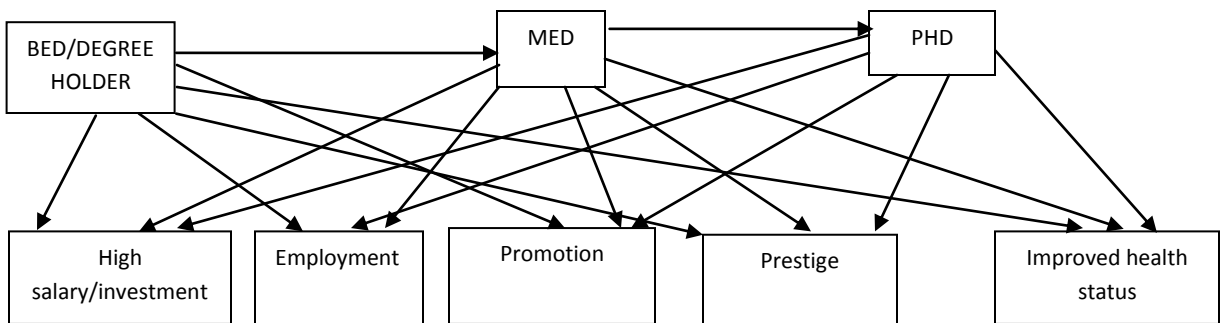 BED/DEGREE
HOLDER
MED
PHD
High
salary/investment
Employment
Promotion
Prestige
Improved health
status